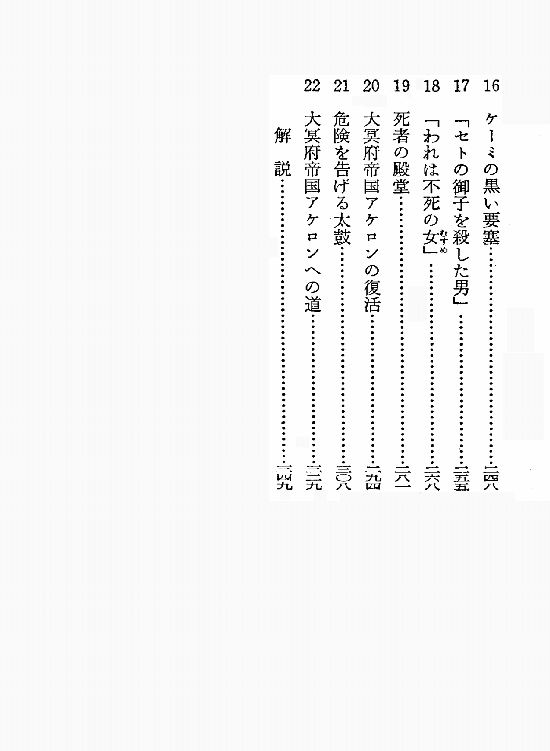 16 ケーミの黒い要塞……………………二四八
17 「セトの御子を殺した男」……………………二五五
18 「われは不死の女むすめ」……………………二六八
19 死者の殿堂……………………二八一
20 大冥府帝国アケロンの復活……………………二九四
21 危険を告げる太鼓……………………三〇八
22 大冥府帝国アケロンへの道……………………三二九
解 説……………………三四九